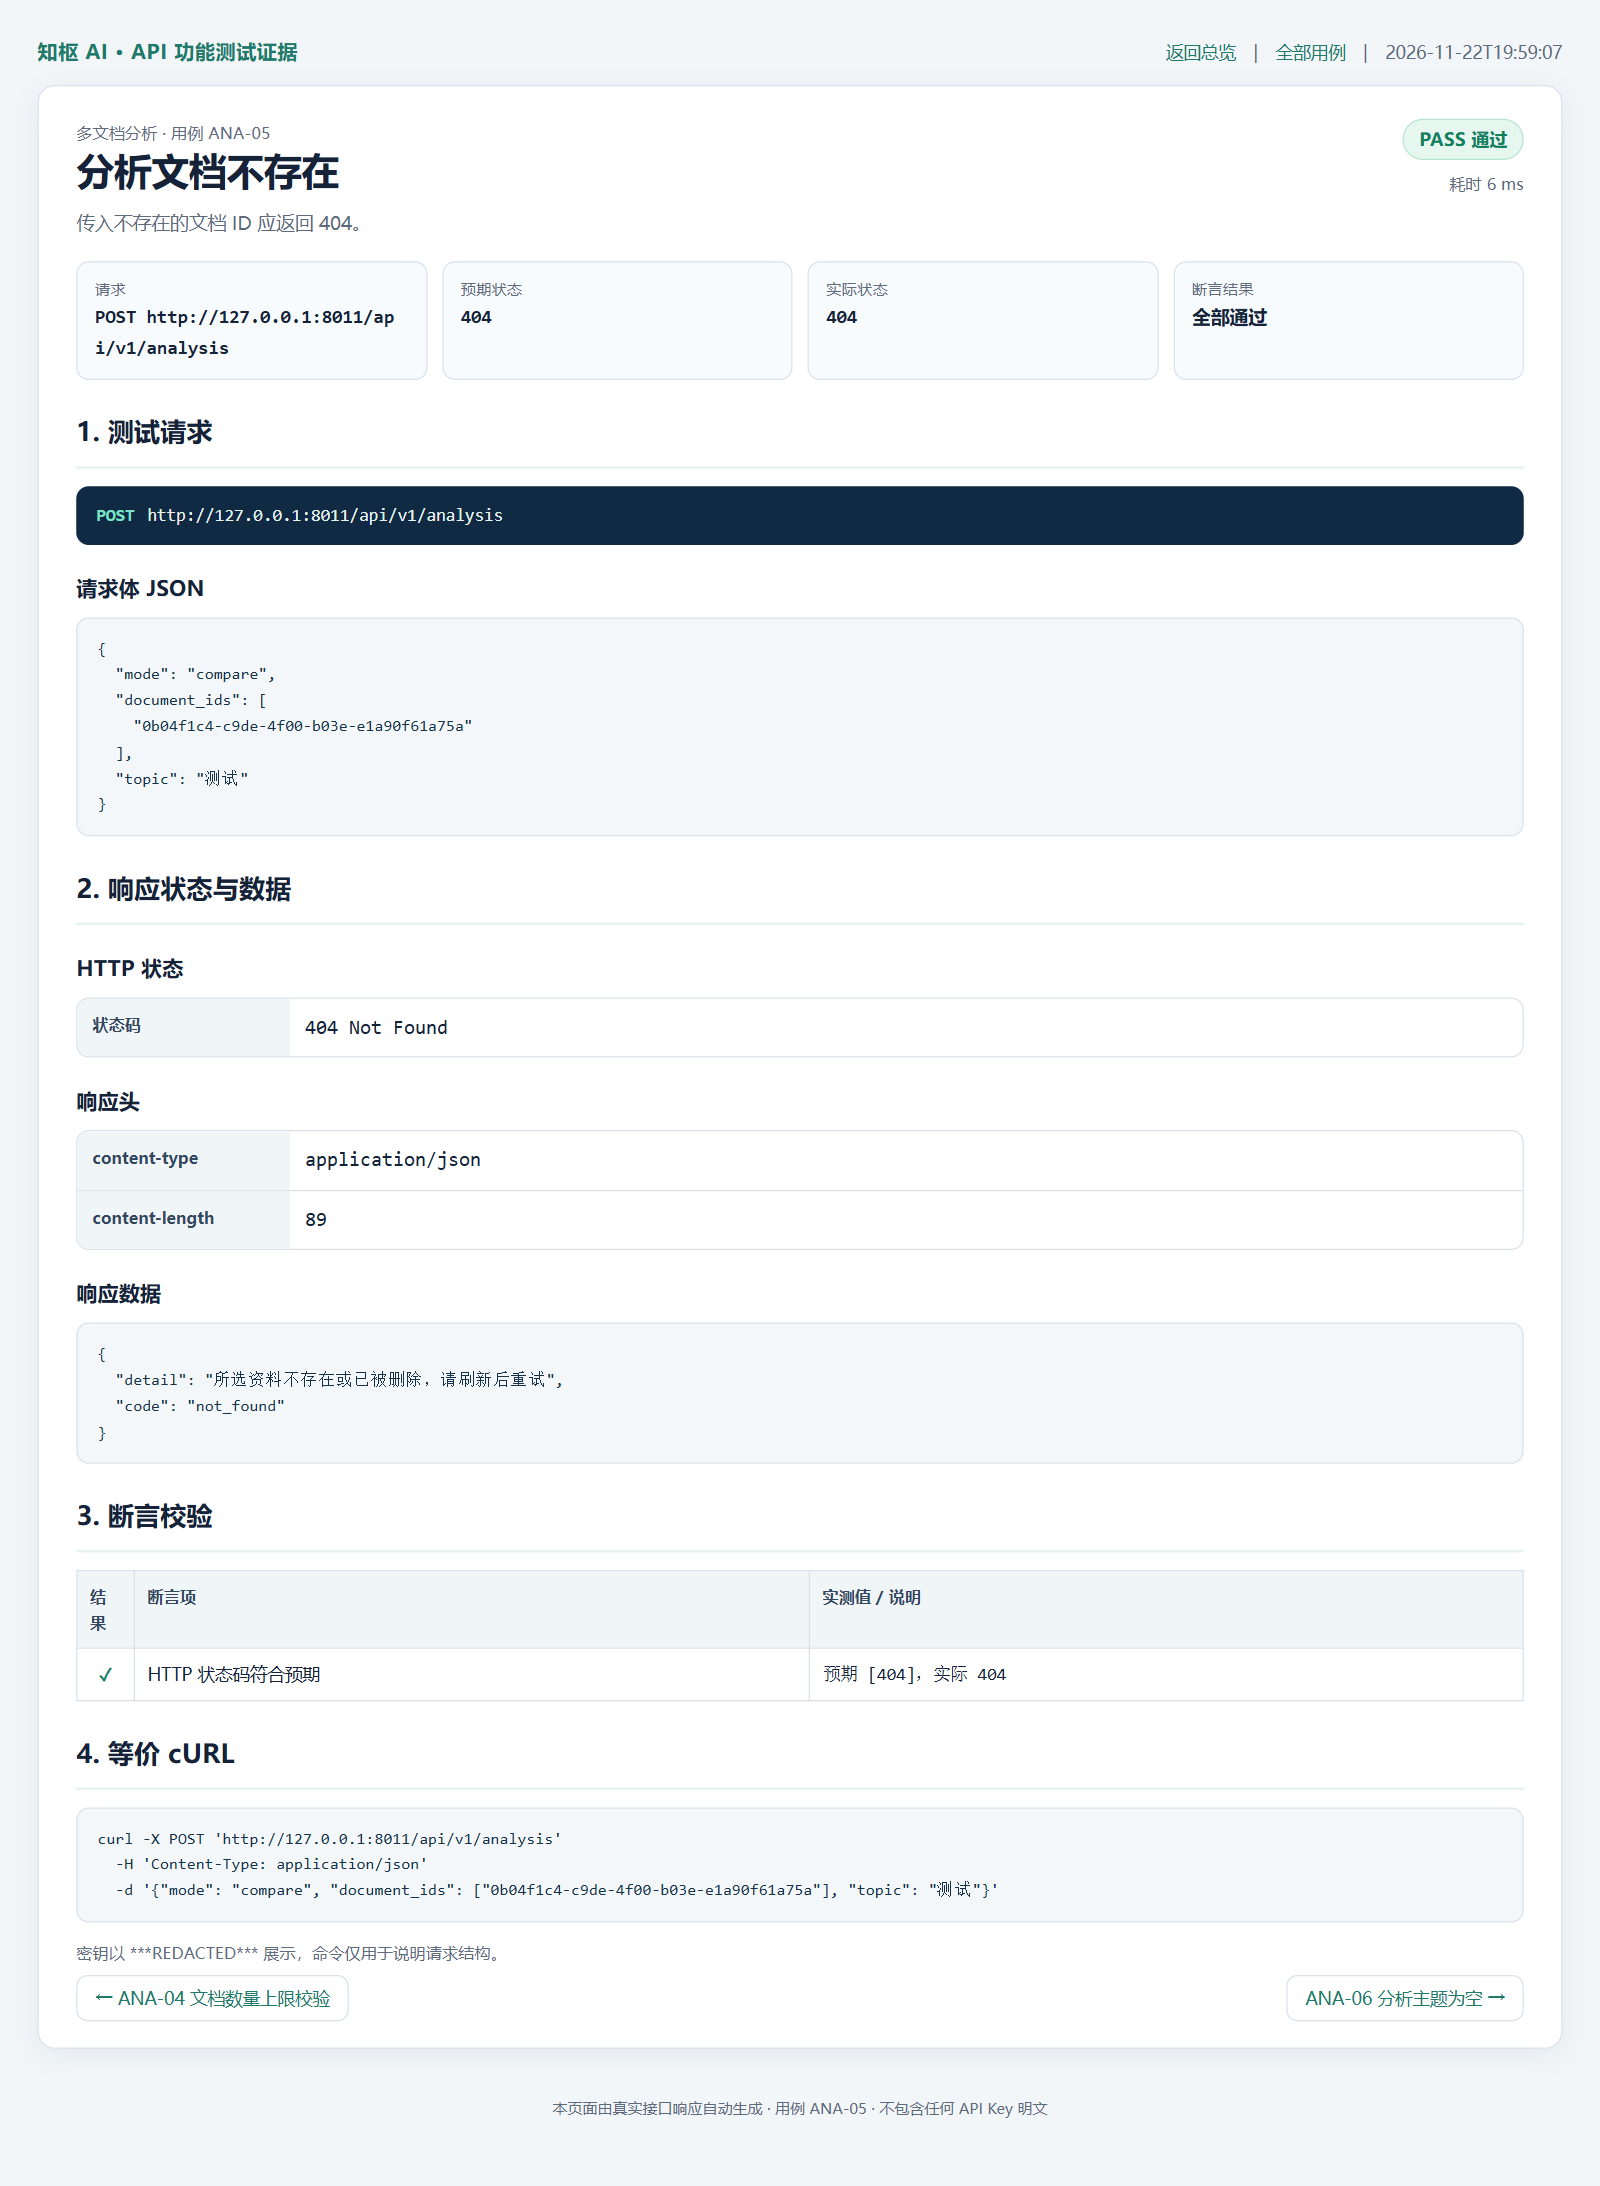 知枢 AI · API 功能测试证据
返回总览 | 全部用例 | 2026-11-22T19:59:07
多文档分析 · 用例 ANA-05
PASS 通过
分析文档不存在
耗时 6 ms
传入不存在的文档 ID 应返回 404。
请求
POST http://127.0.0.1:8011/ap
i/v1/analysis
预期状态
404
实际状态
404
断言结果
全部通过
1. 测试请求
POST http://127.0.0.1:8011/api/v1/analysis
请求体 JSON
{
  "mode": "compare",
  "document_ids": [
    "0b04f1c4-c9de-4f00-b03e-e1a90f61a75a"
  ],
  "topic": "测试"
}
2. 响应状态与数据
HTTP 状态
状态码 404 Not Found
响应头
content-type application/json
content-length 89
响应数据
{
  "detail": "所选资料不存在或已被删除，请刷新后重试",
  "code": "not_found"
}
3. 断言校验
结
果
断言项
实测值 / 说明
✓ HTTP 状态码符合预期 预期 [404]，实际 404
4. 等价 cURL
curl -X POST 'http://127.0.0.1:8011/api/v1/analysis'
  -H 'Content-Type: application/json'
  -d '{"mode": "compare", "document_ids": ["0b04f1c4-c9de-4f00-b03e-e1a90f61a75a"], "topic": "测试"}'
密钥以 ***REDACTED*** 展示，命令仅用于说明请求结构。
← ANA-04 文档数量上限校验
ANA-06 分析主题为空 →
本页面由真实接口响应自动生成 · 用例 ANA-05 · 不包含任何 API Key 明文